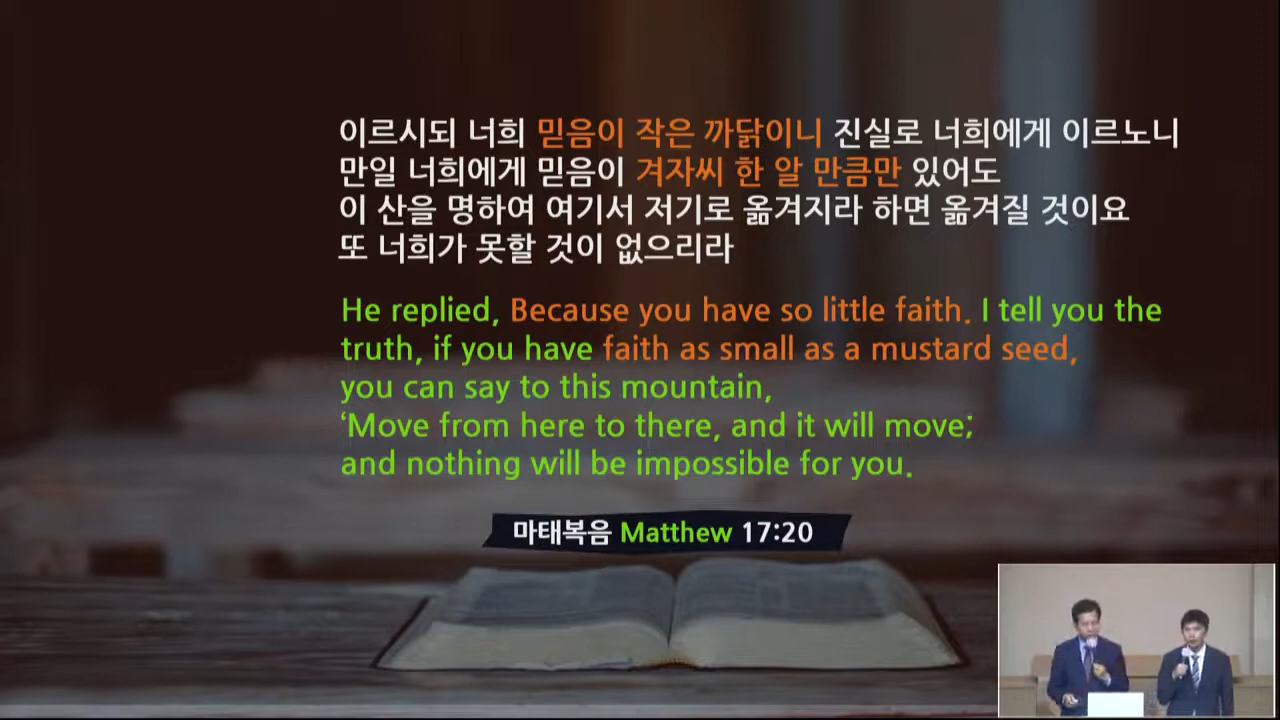 이르시되 너희 믿음이 작은 까닭이니 진실로 너희에게 이르노니
만일 너희에게 믿음이 겨자씨 한 알 만큼만 있어도
이 산을 명하여 여기서 저기로 옮겨지라 하면 옮겨질 것이요
또 너희가 못할 것이 없으리라
He replied, Because you have so little faith. I tell you the
truth, if you have faith as small as a mustard seed,
you can say to this mountain,
‘Move from here to there, and it will move;
and nothing will be impossible for you.
마태복음 Matthew 17:20